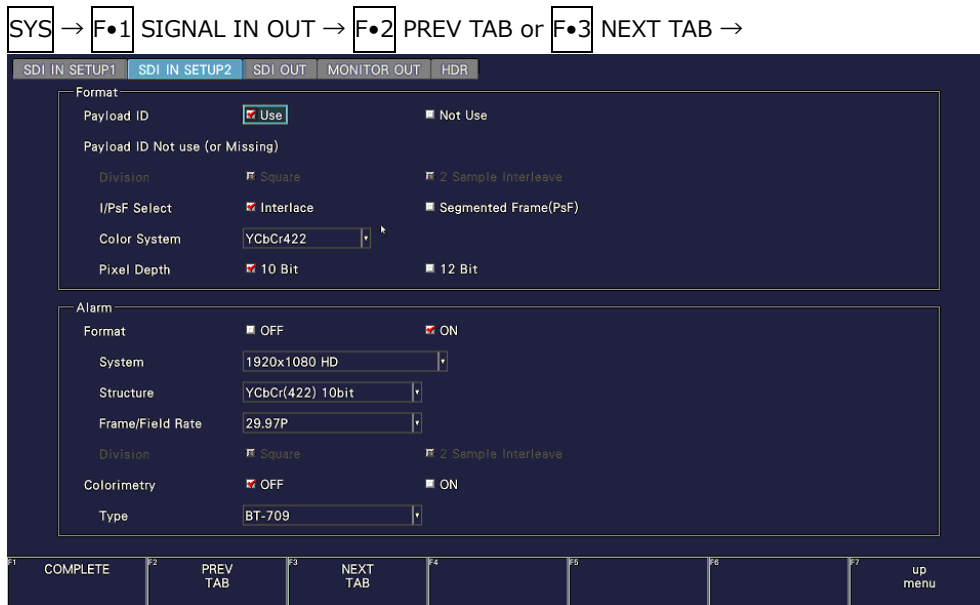 SYS → F•1 SIGNAL IN OUT → F•2 PREV TAB or F•3 NEXT TAB →
SDI IN SETUP1 SDI IN SETUP2 SDI OUT MONITOR OUT HDR
Format
Payload ID Use Not Use
Payload ID Not use (or Missing)
Division Square 2 Sample Interleave
I/PsF Select Interlace Segmented Frame(PsF)
Color System YCbCr422
Pixel Depth 10 Bit 12 Bit
Alarm
Format OFF ON
System 1920x1080 HD
Structure YCbCr(422) 10bit
Frame/Field Rate 29.97P
Division Square 2 Sample Interleave
Colorimetry OFF ON
Type BT-709
F1 COMPLETE F2 PREV TAB F3 NEXT TAB F4 F5 F6 F7 up menu